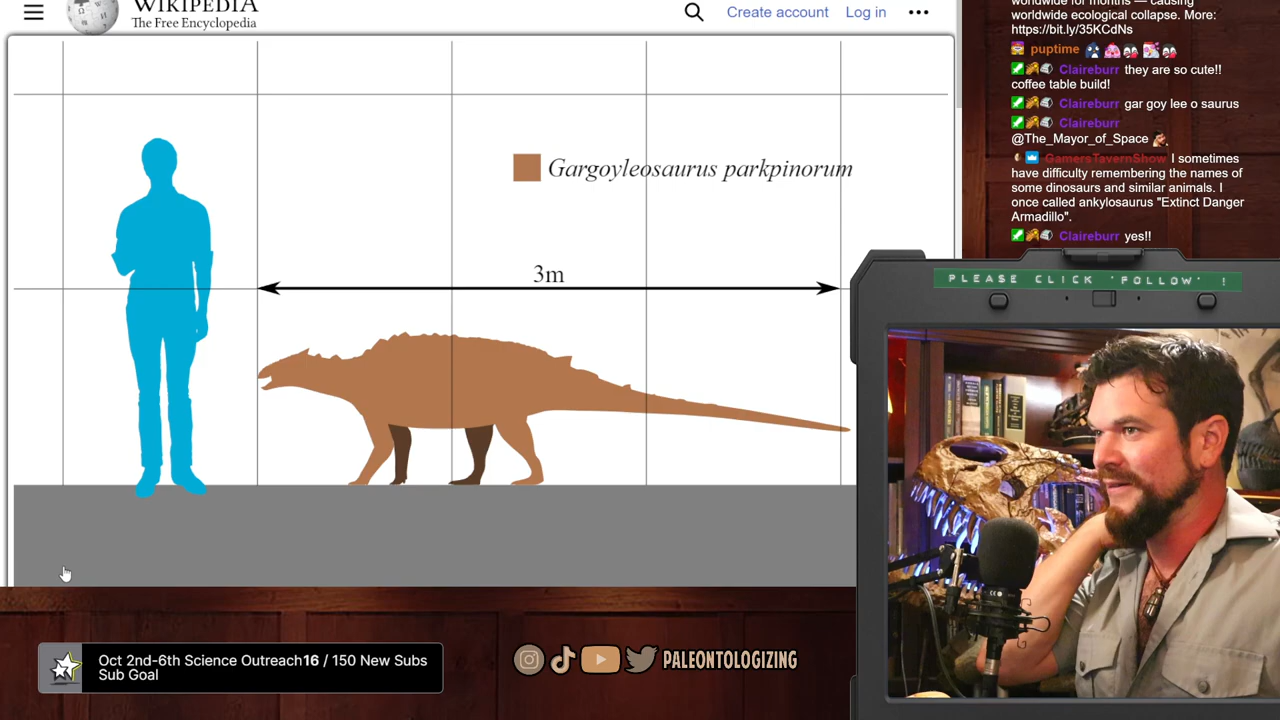 WIKIPEDIA
The Free Encyclopedia
Create account
Log in
Gargoyleosaurus parkpinorum
3m
worldwide for months — causing
worldwide ecological collapse. More:
https://bit.ly/35KCdNs
puptime
Claireburr they are so cute!!
coffee table build!
Claireburr gar goy lee o saurus
Claireburr
@The_Mayor_of_Space
GamersTavernShow I sometimes
have difficulty remembering the names of
some dinosaurs and similar animals. I
once called ankylosaurus "Extinct Danger
Armadillo".
Claireburr yes!!
PLEASE CLICK 'FOLLOW' !
Oct 2nd-6th Science Outreach16 / 150 New Subs
Sub Goal
PALEONTOLOGIZING